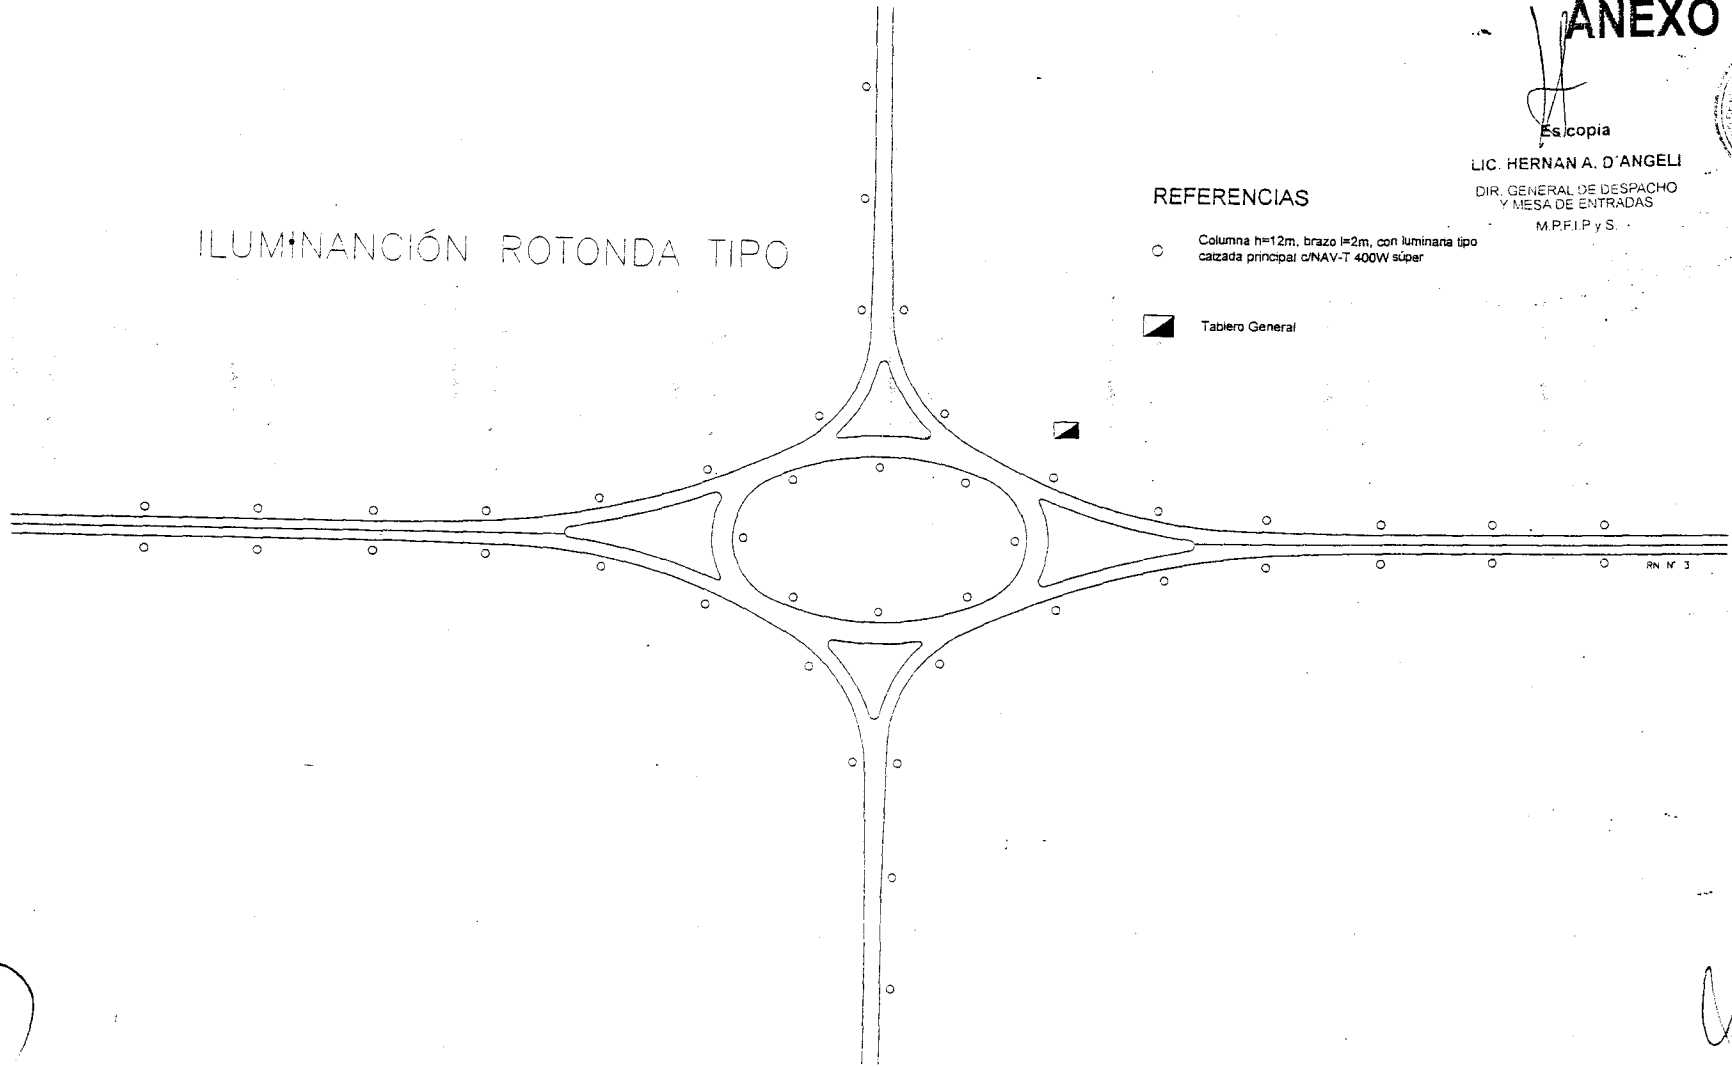 ANEXO
Es copia
LIC. HERNAN A. D'ANGELI
DIR. GENERAL DE DESPACHO
Y MESA DE ENTRADAS
M.P.F.I.P y S.
ILUMINANCIÓN ROTONDA TIPO
REFERENCIAS
Columna h=12m, brazo l=2m, con luminaria tipo
calzada principal c/NAV-T 400W súper
Tablero General
RN Nº 3